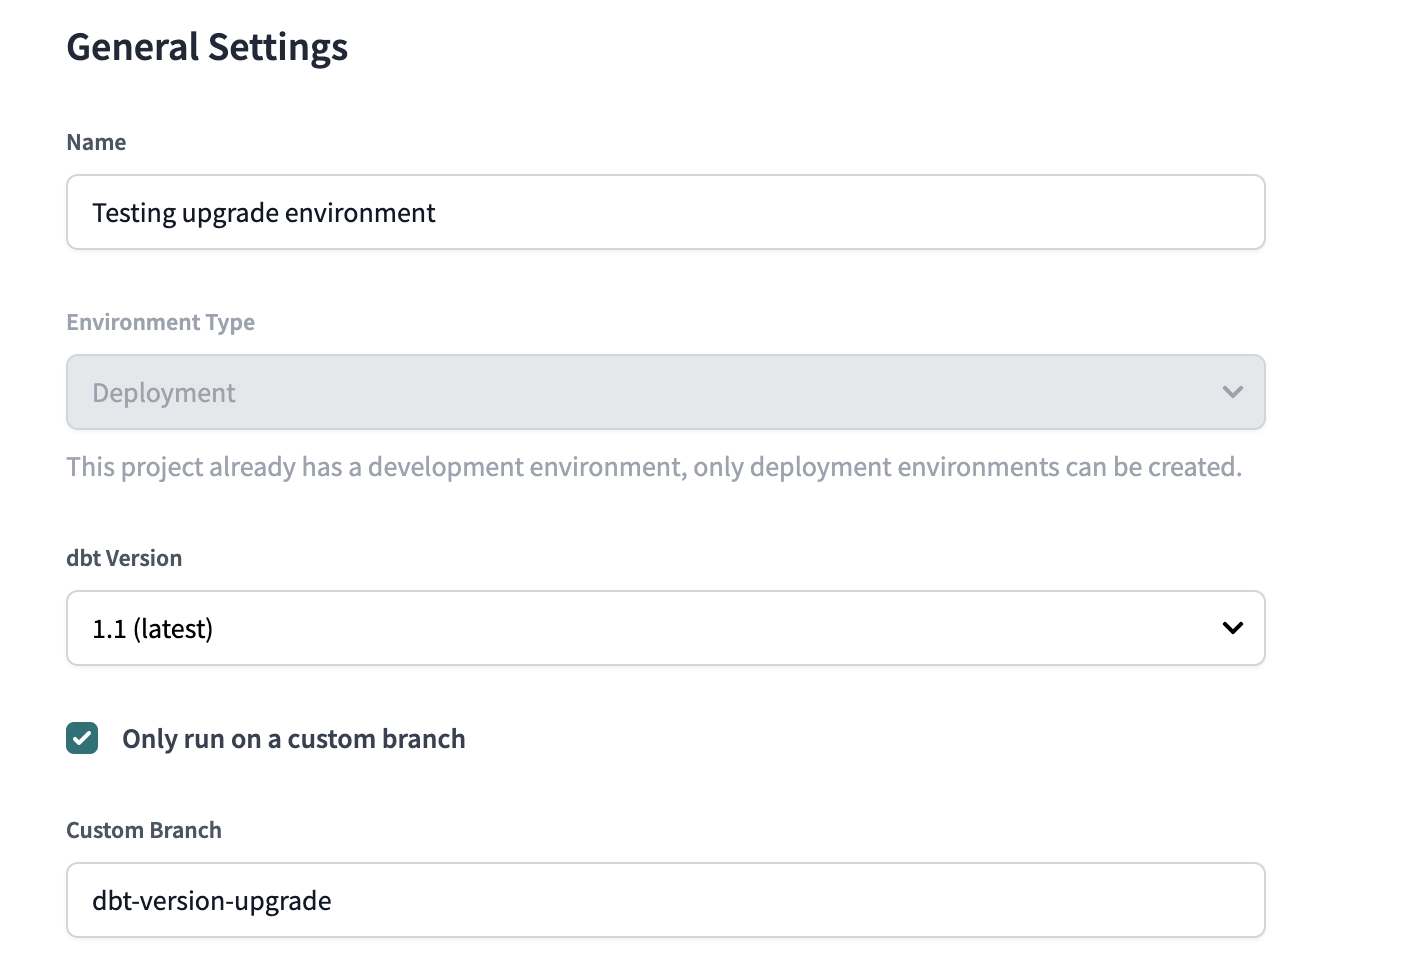 General Settings
Name
Testing upgrade environment
Environment Type
Deployment
This project already has a development environment, only deployment environments can be created.
dbt Version
1.1 (latest)
Only run on a custom branch
Custom Branch
dbt-version-upgrade